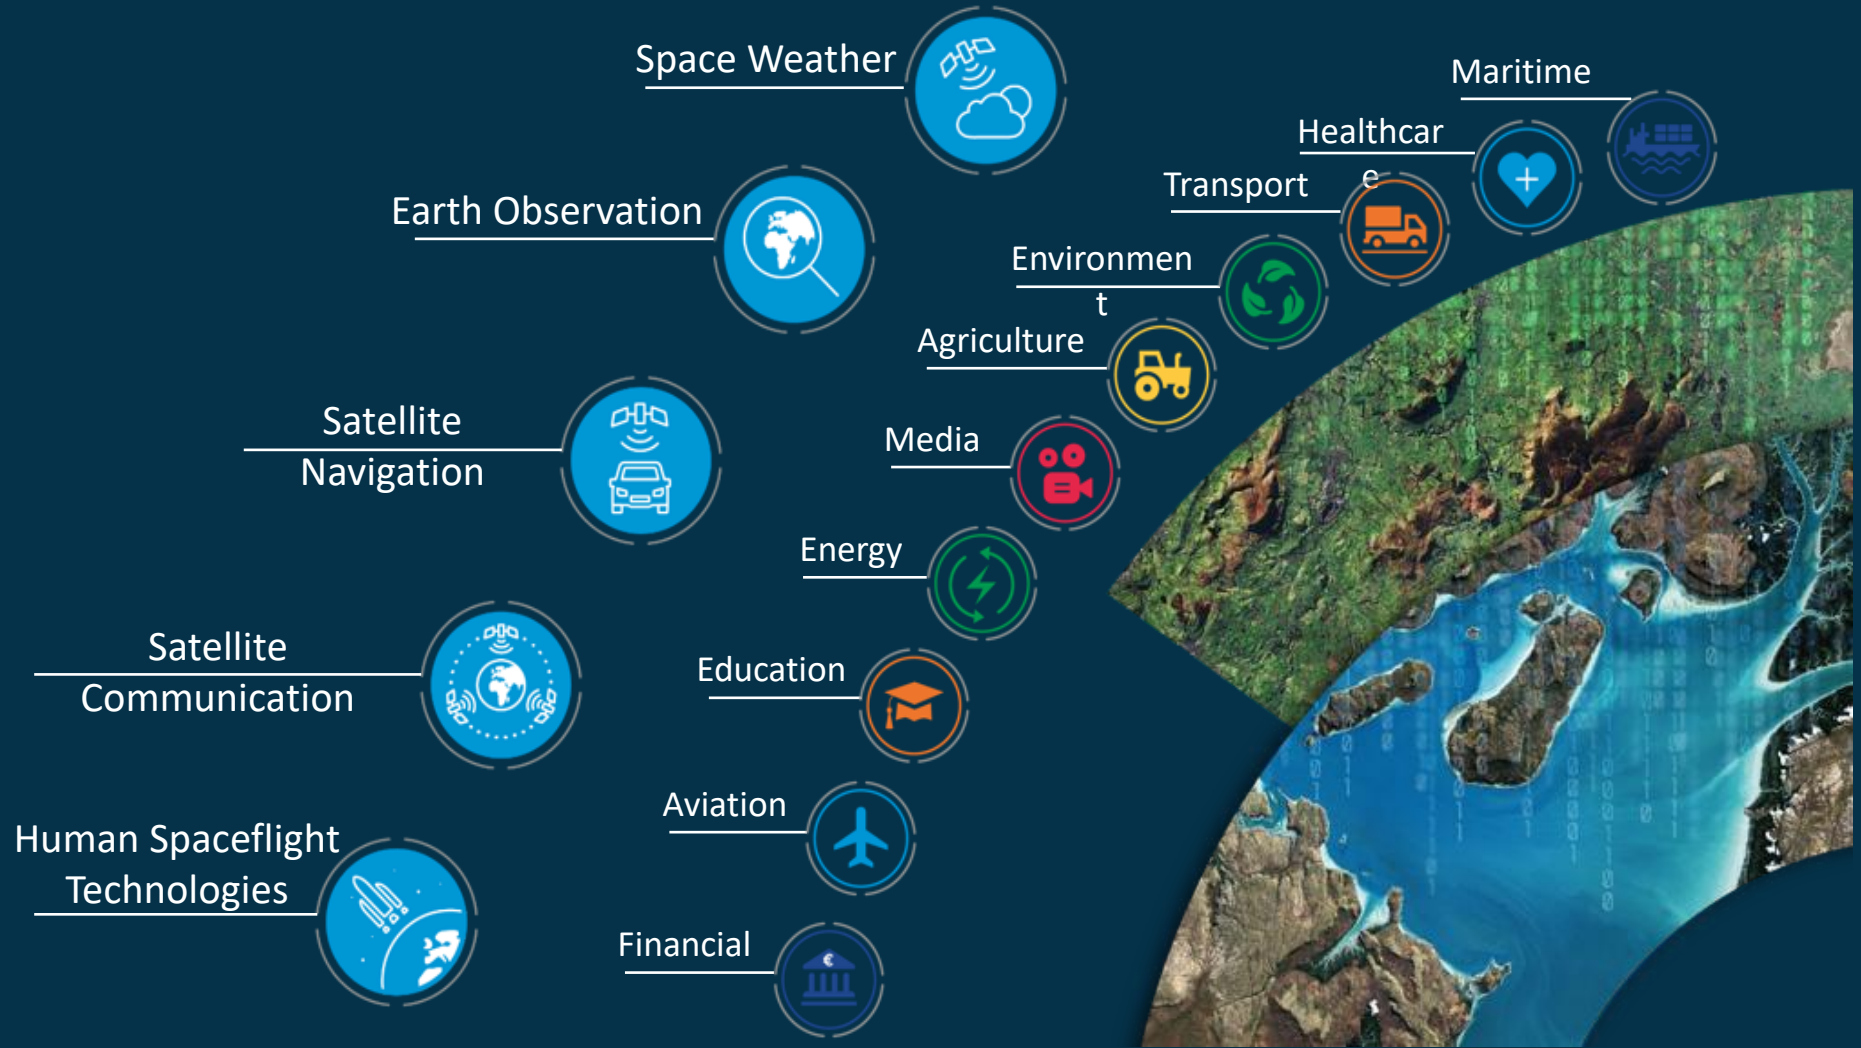 Space Weather
Earth Observation
Satellite
Navigation
Satellite
Communication
Human Spaceflight
Technologies
Maritime
Healthcar
e
Transport
Environmen
t
Agriculture
Media
Energy
Education
Aviation
Financial
€